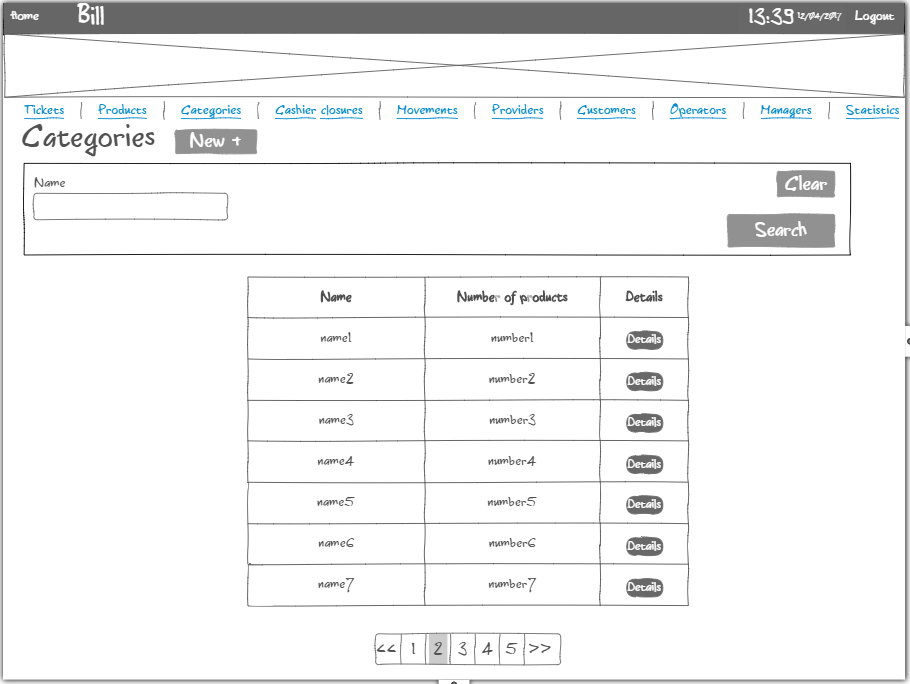 Home Bill 13:39 12/04/2017 Logout
Tickets | Products | Categories | Cashier closures | Movements | Providers | Customers | Operators | Managers | Statistics
Categories New +
Name Clear
Search
Name Number of products Details
name1 number1 Details
name2 number2 Details
name3 number3 Details
name4 number4 Details
name5 number5 Details
name6 number6 Details
name7 number7 Details
<< 1 2 3 4 5 >>